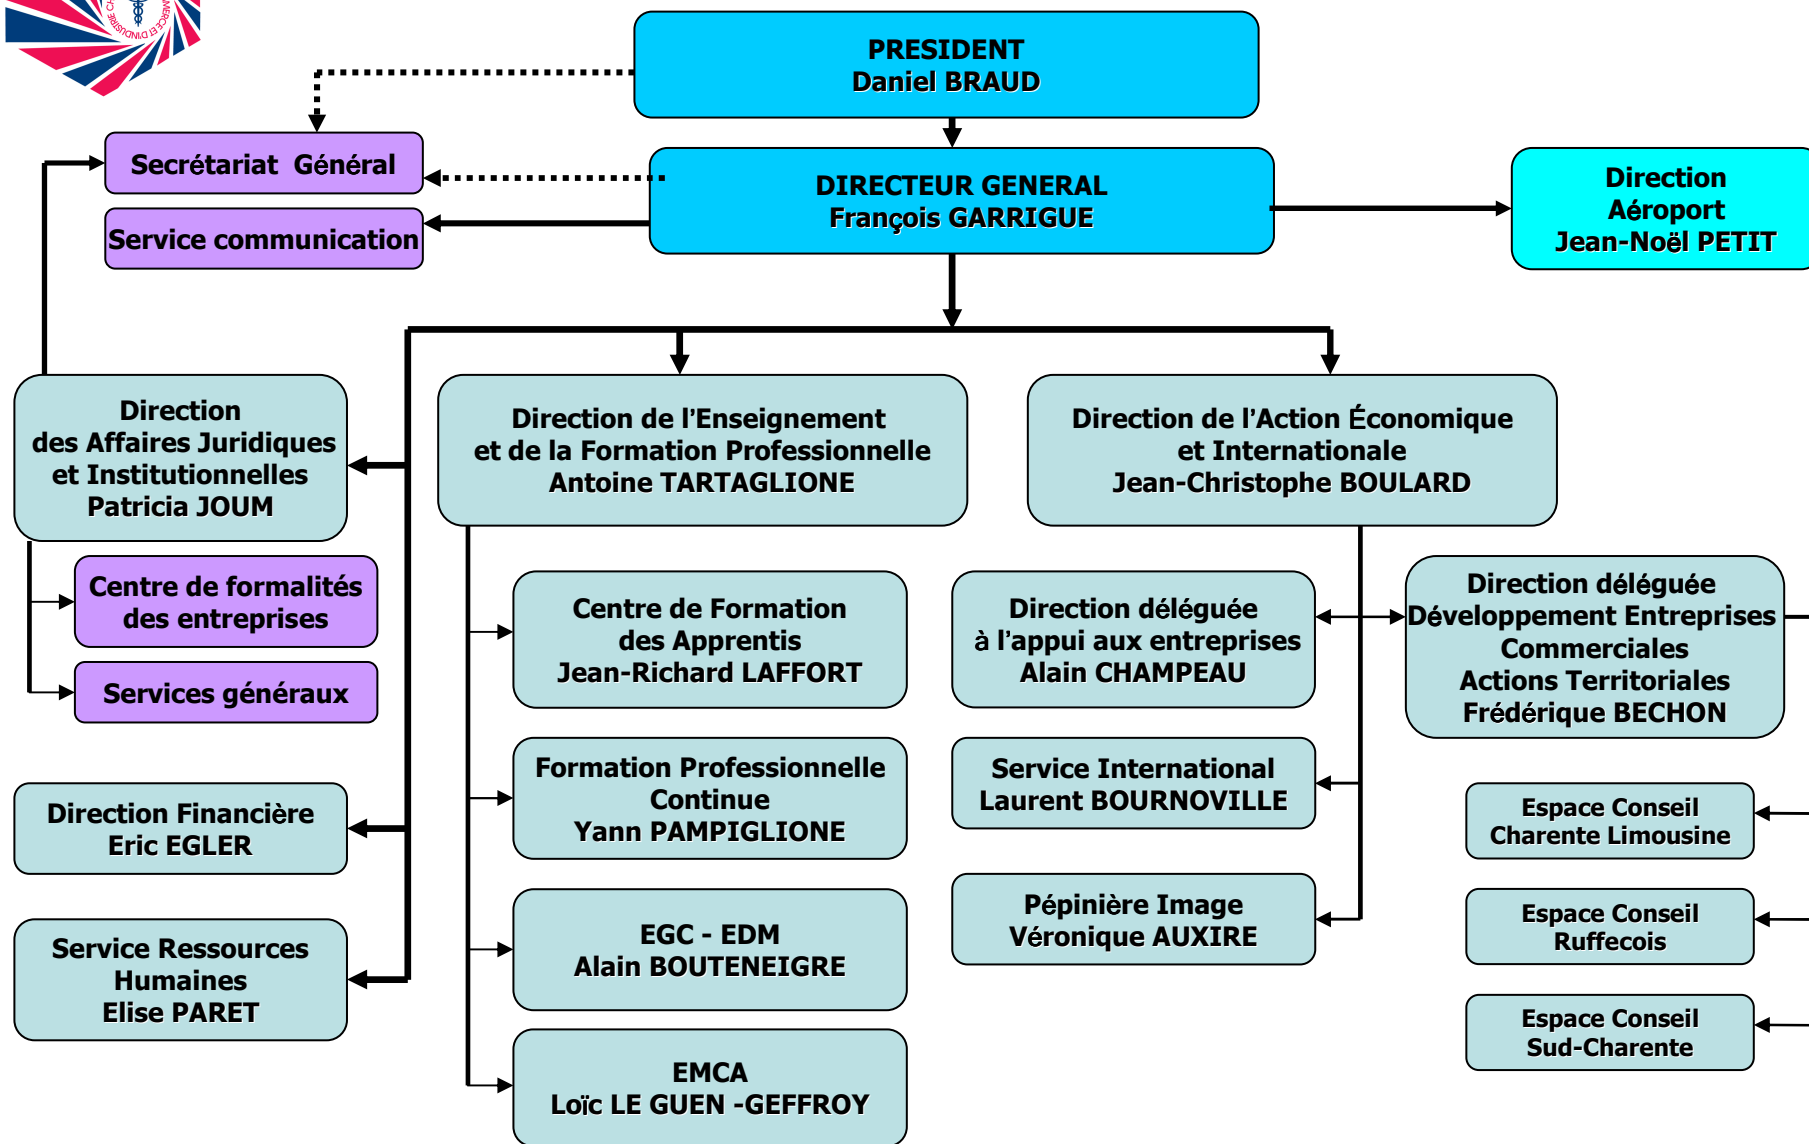 MMERCE ET D'INDUSTRIE CH
PRESIDENT
Daniel BRAUD
Secrétariat Général
Service communication
DIRECTEUR GENERAL
François GARRIGUE
Direction
Aéroport
Jean-Noël PETIT
Direction
des Affaires Juridiques
et Institutionnelles
Patricia JOUM
Direction de l'Enseignement
et de la Formation Professionnelle
Antoine TARTAGLIONE
Direction de l'Action Économique
et Internationale
Jean-Christophe BOULARD
Centre de formalités
des entreprises
Services généraux
Direction Financière
Eric EGLER
Service Ressources
Humaines
Elise PARET
Centre de Formation
des Apprentis
Jean-Richard LAFFORT
Formation Professionnelle
Continue
Yann PAMPIGLIONE
EGC - EDM
Alain BOUTENEIGRE
EMCA
Loïc LE GUEN -GEFFROY
Direction déléguée
à l'appui aux entreprises
Alain CHAMPEAU
Service International
Laurent BOURNOVILLE
Pépinière Image
Véronique AUXIRE
Direction déléguée
Développement Entreprises
Commerciales
Actions Territoriales
Frédérique BECHON
Espace Conseil
Charente Limousine
Espace Conseil
Ruffecois
Espace Conseil
Sud-Charente